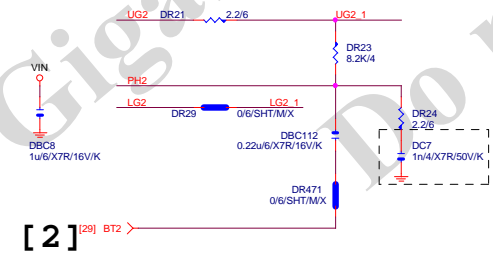 UG2 DR21 2.2/6 UG2_1
DR23
8.2K/4
VIN
PH2
LG2 LG2_1
DR29 0/6/SHT/M/X
DR24
2.2/6
DBC8
1u/6/X7R/16V/K
DBC112
0.22u/6/X7R/16V/K
DC7
1n/4/X7R/50V/K
DR471
0/6/SHT/M/X
[2] [29] BT2
Giga
Do